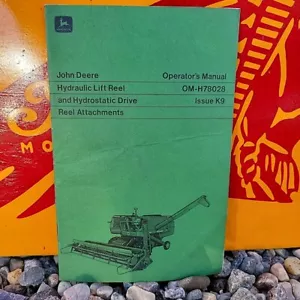 John Deere Operator's Manual
Hydraulic Lift Reel OM-H78028
and Hydrostatic Drive Issue K9
Reel Attachments